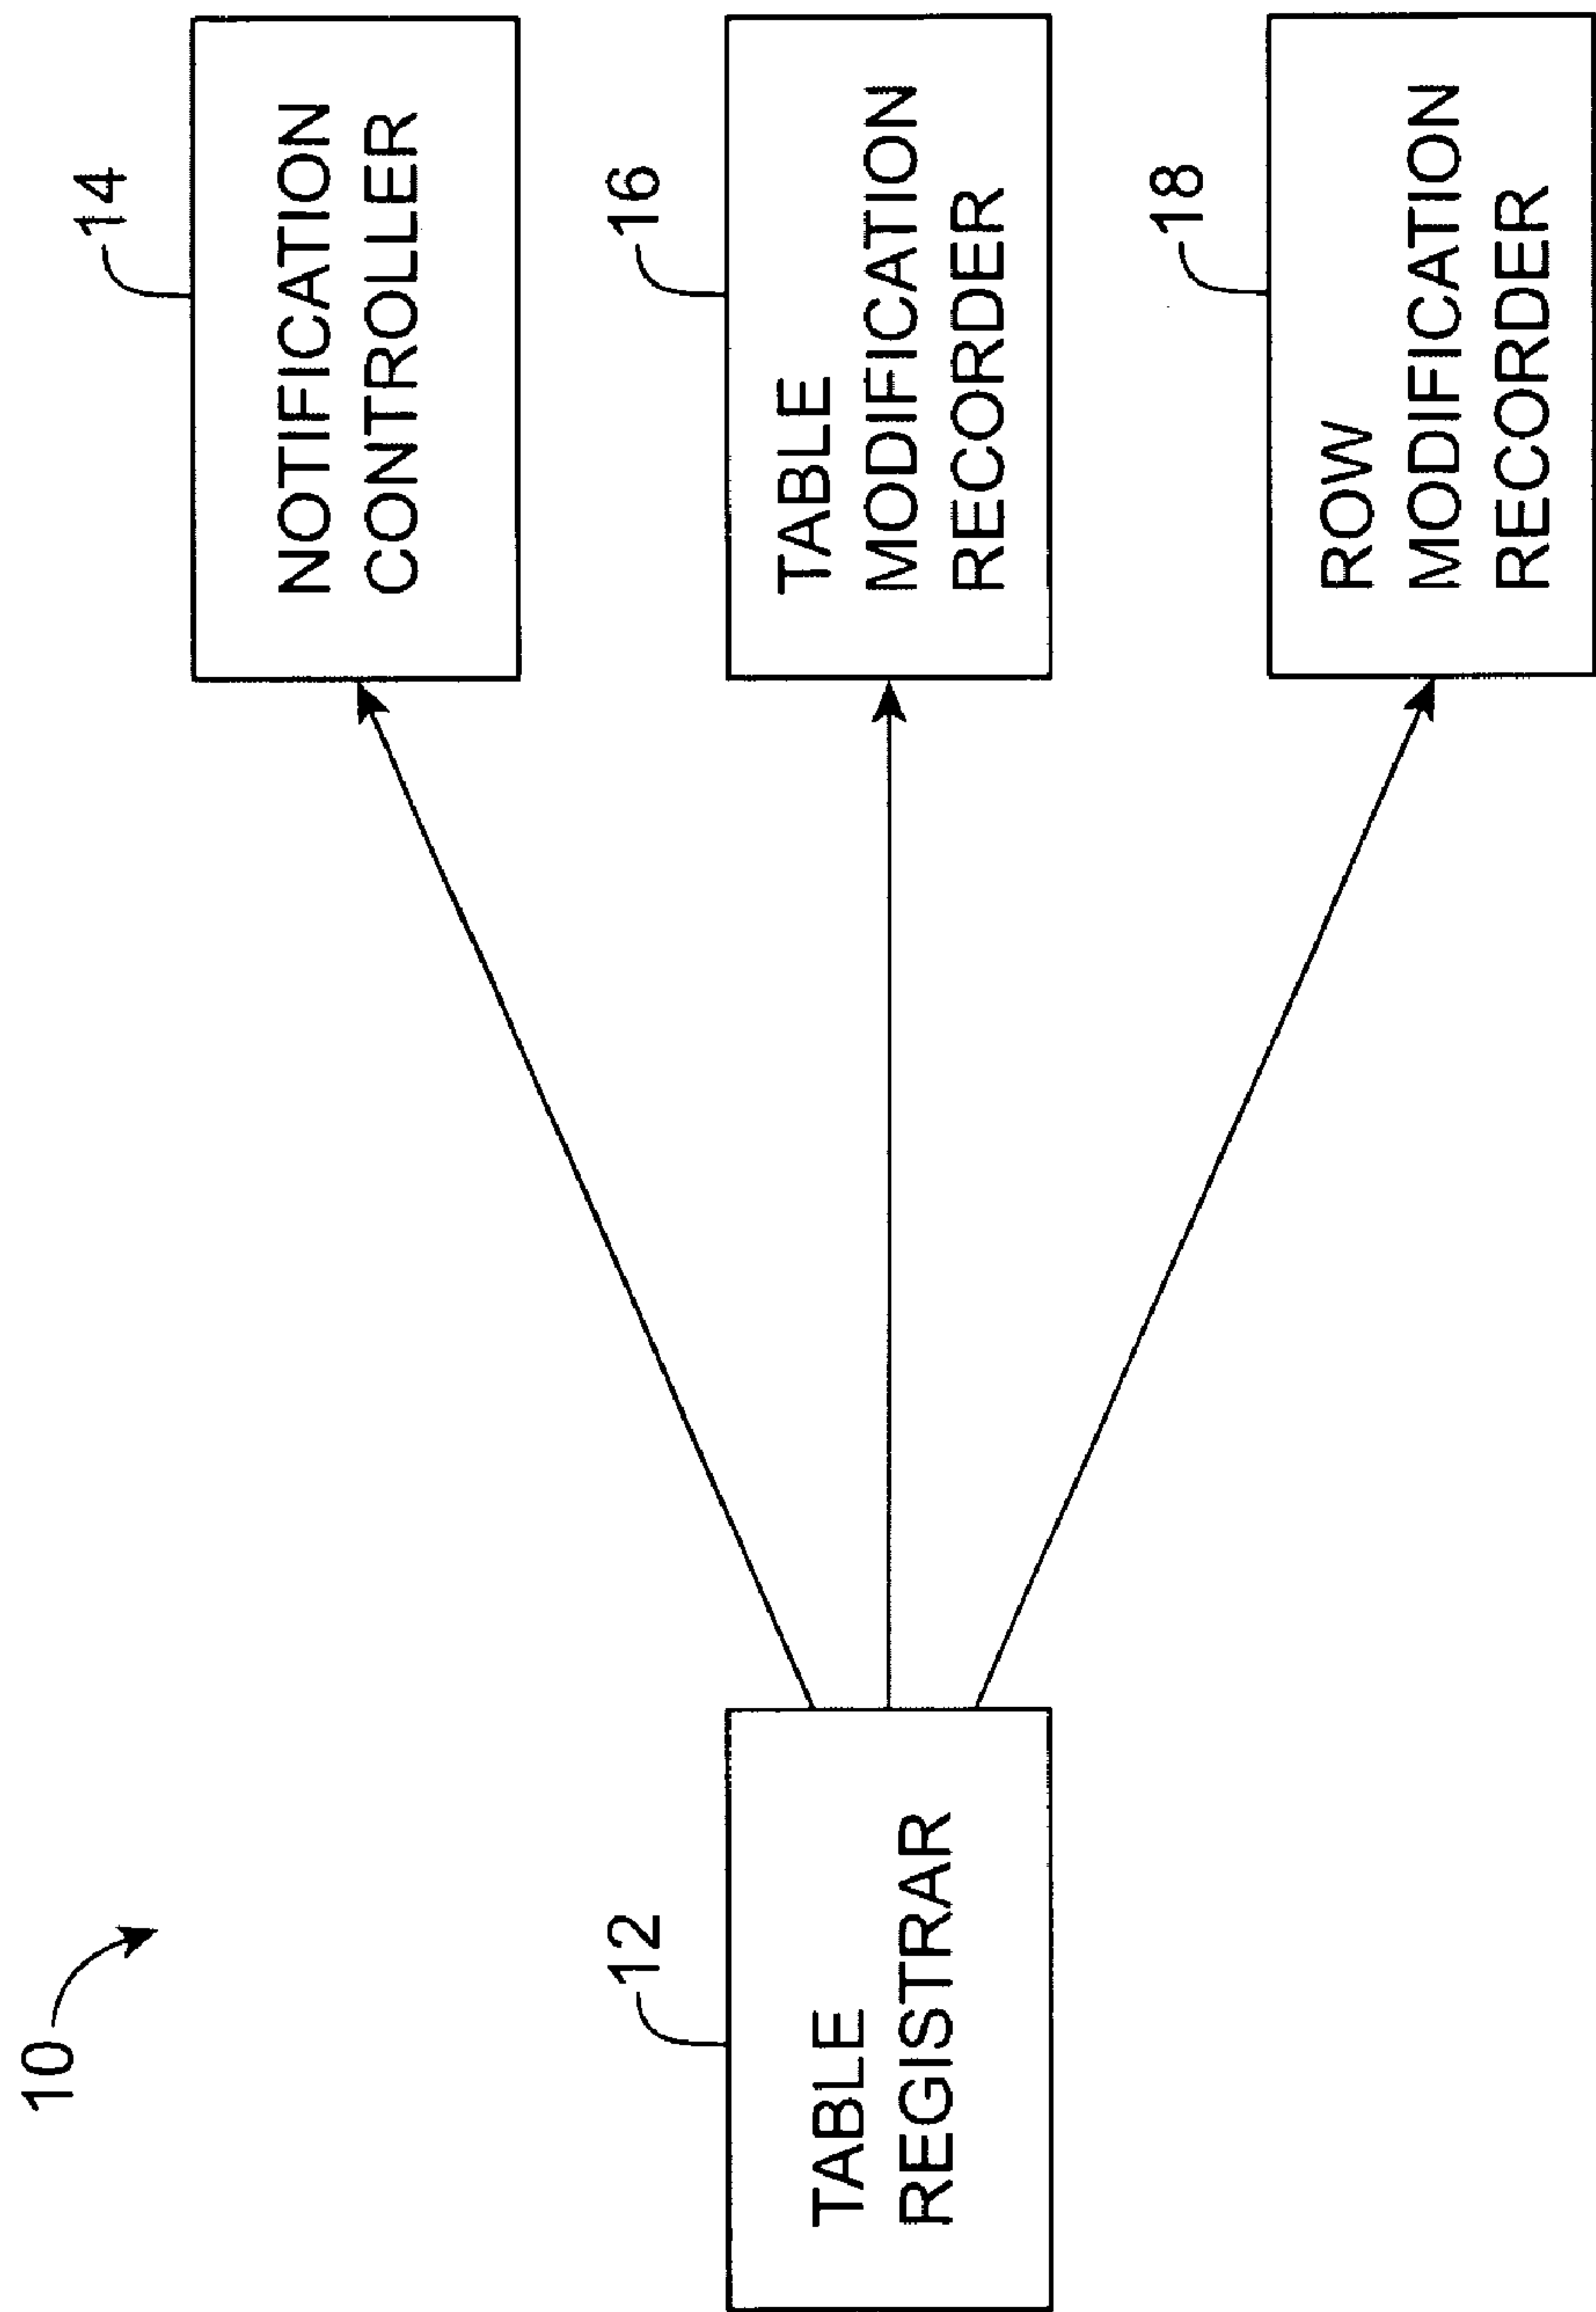 10
12
TABLE
REGISTRAR
14
NOTIFICATION
CONTROLLER
16
TABLE
MODIFICATION
RECORDER
18
ROW
MODIFICATION
RECORDER